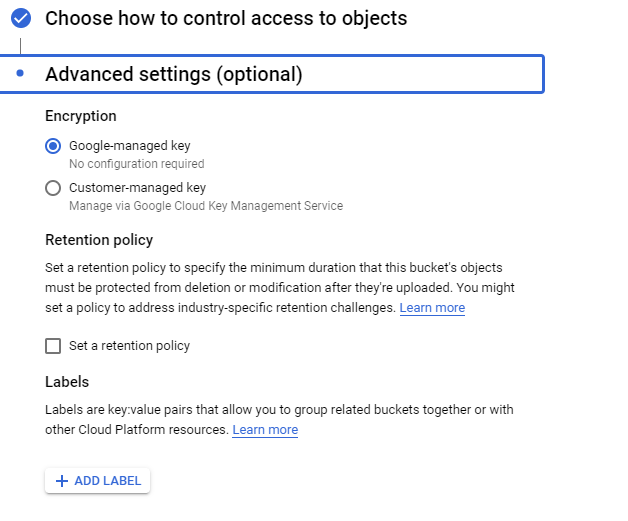 Choose how to control access to objects
Advanced settings (optional)
Encryption
Google-managed key
No configuration required
Customer-managed key
Manage via Google Cloud Key Management Service
Retention policy
Set a retention policy to specify the minimum duration that this bucket's objects
must be protected from deletion or modification after they're uploaded. You might
set a policy to address industry-specific retention challenges. Learn more
Set a retention policy
Labels
Labels are key:value pairs that allow you to group related buckets together or with
other Cloud Platform resources. Learn more
ADD LABEL